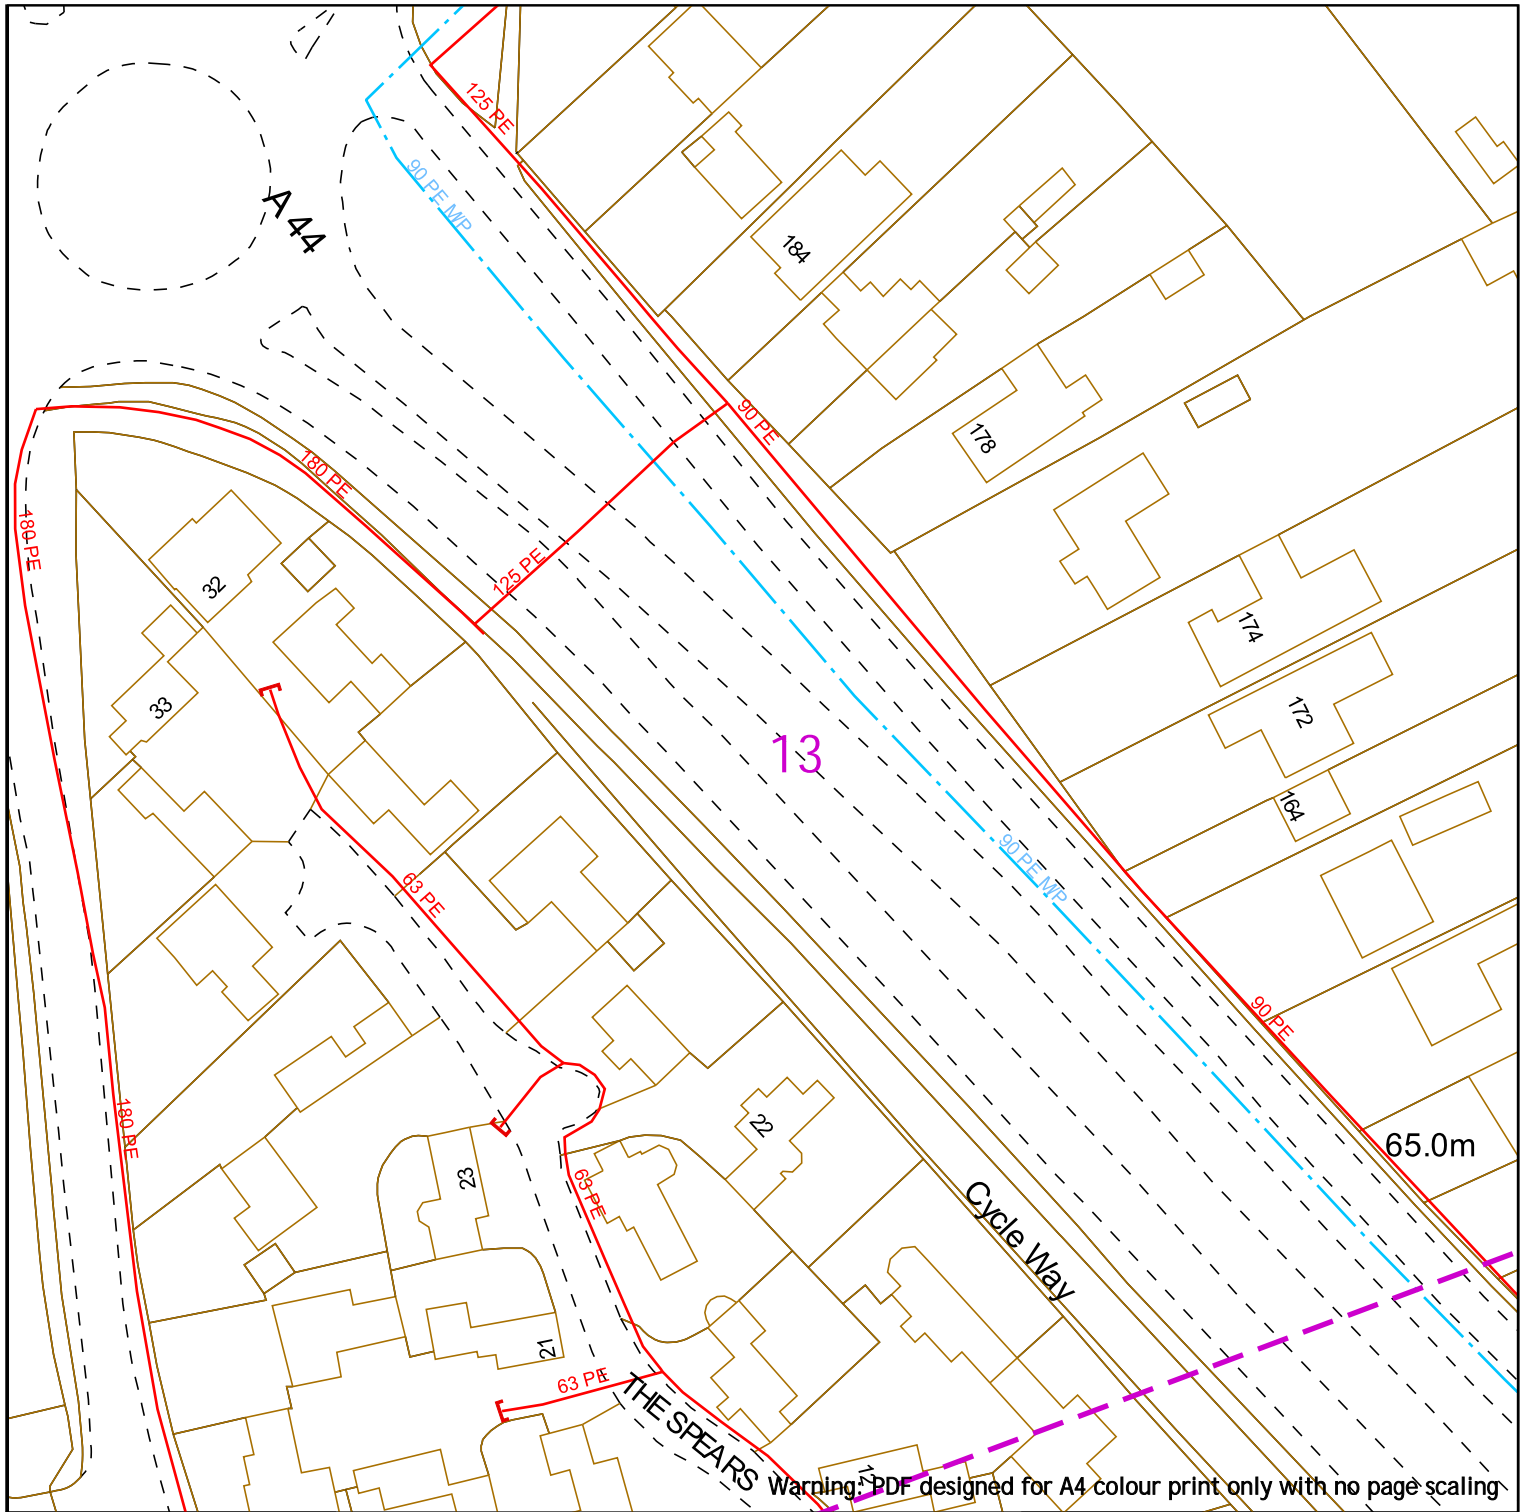 125 PE
90 PE MP
A 44
184
90 PE
178
180 PE
180 PE
125 PE
32
174
33
172
13
164
90 PE MP
63 PE
90 PE
180 PE
22
65.0m
23
63 PE
Cycle Way
21
63 PE
THE SPEARS
Warning: PDF designed for A4 colour print only with no page scaling